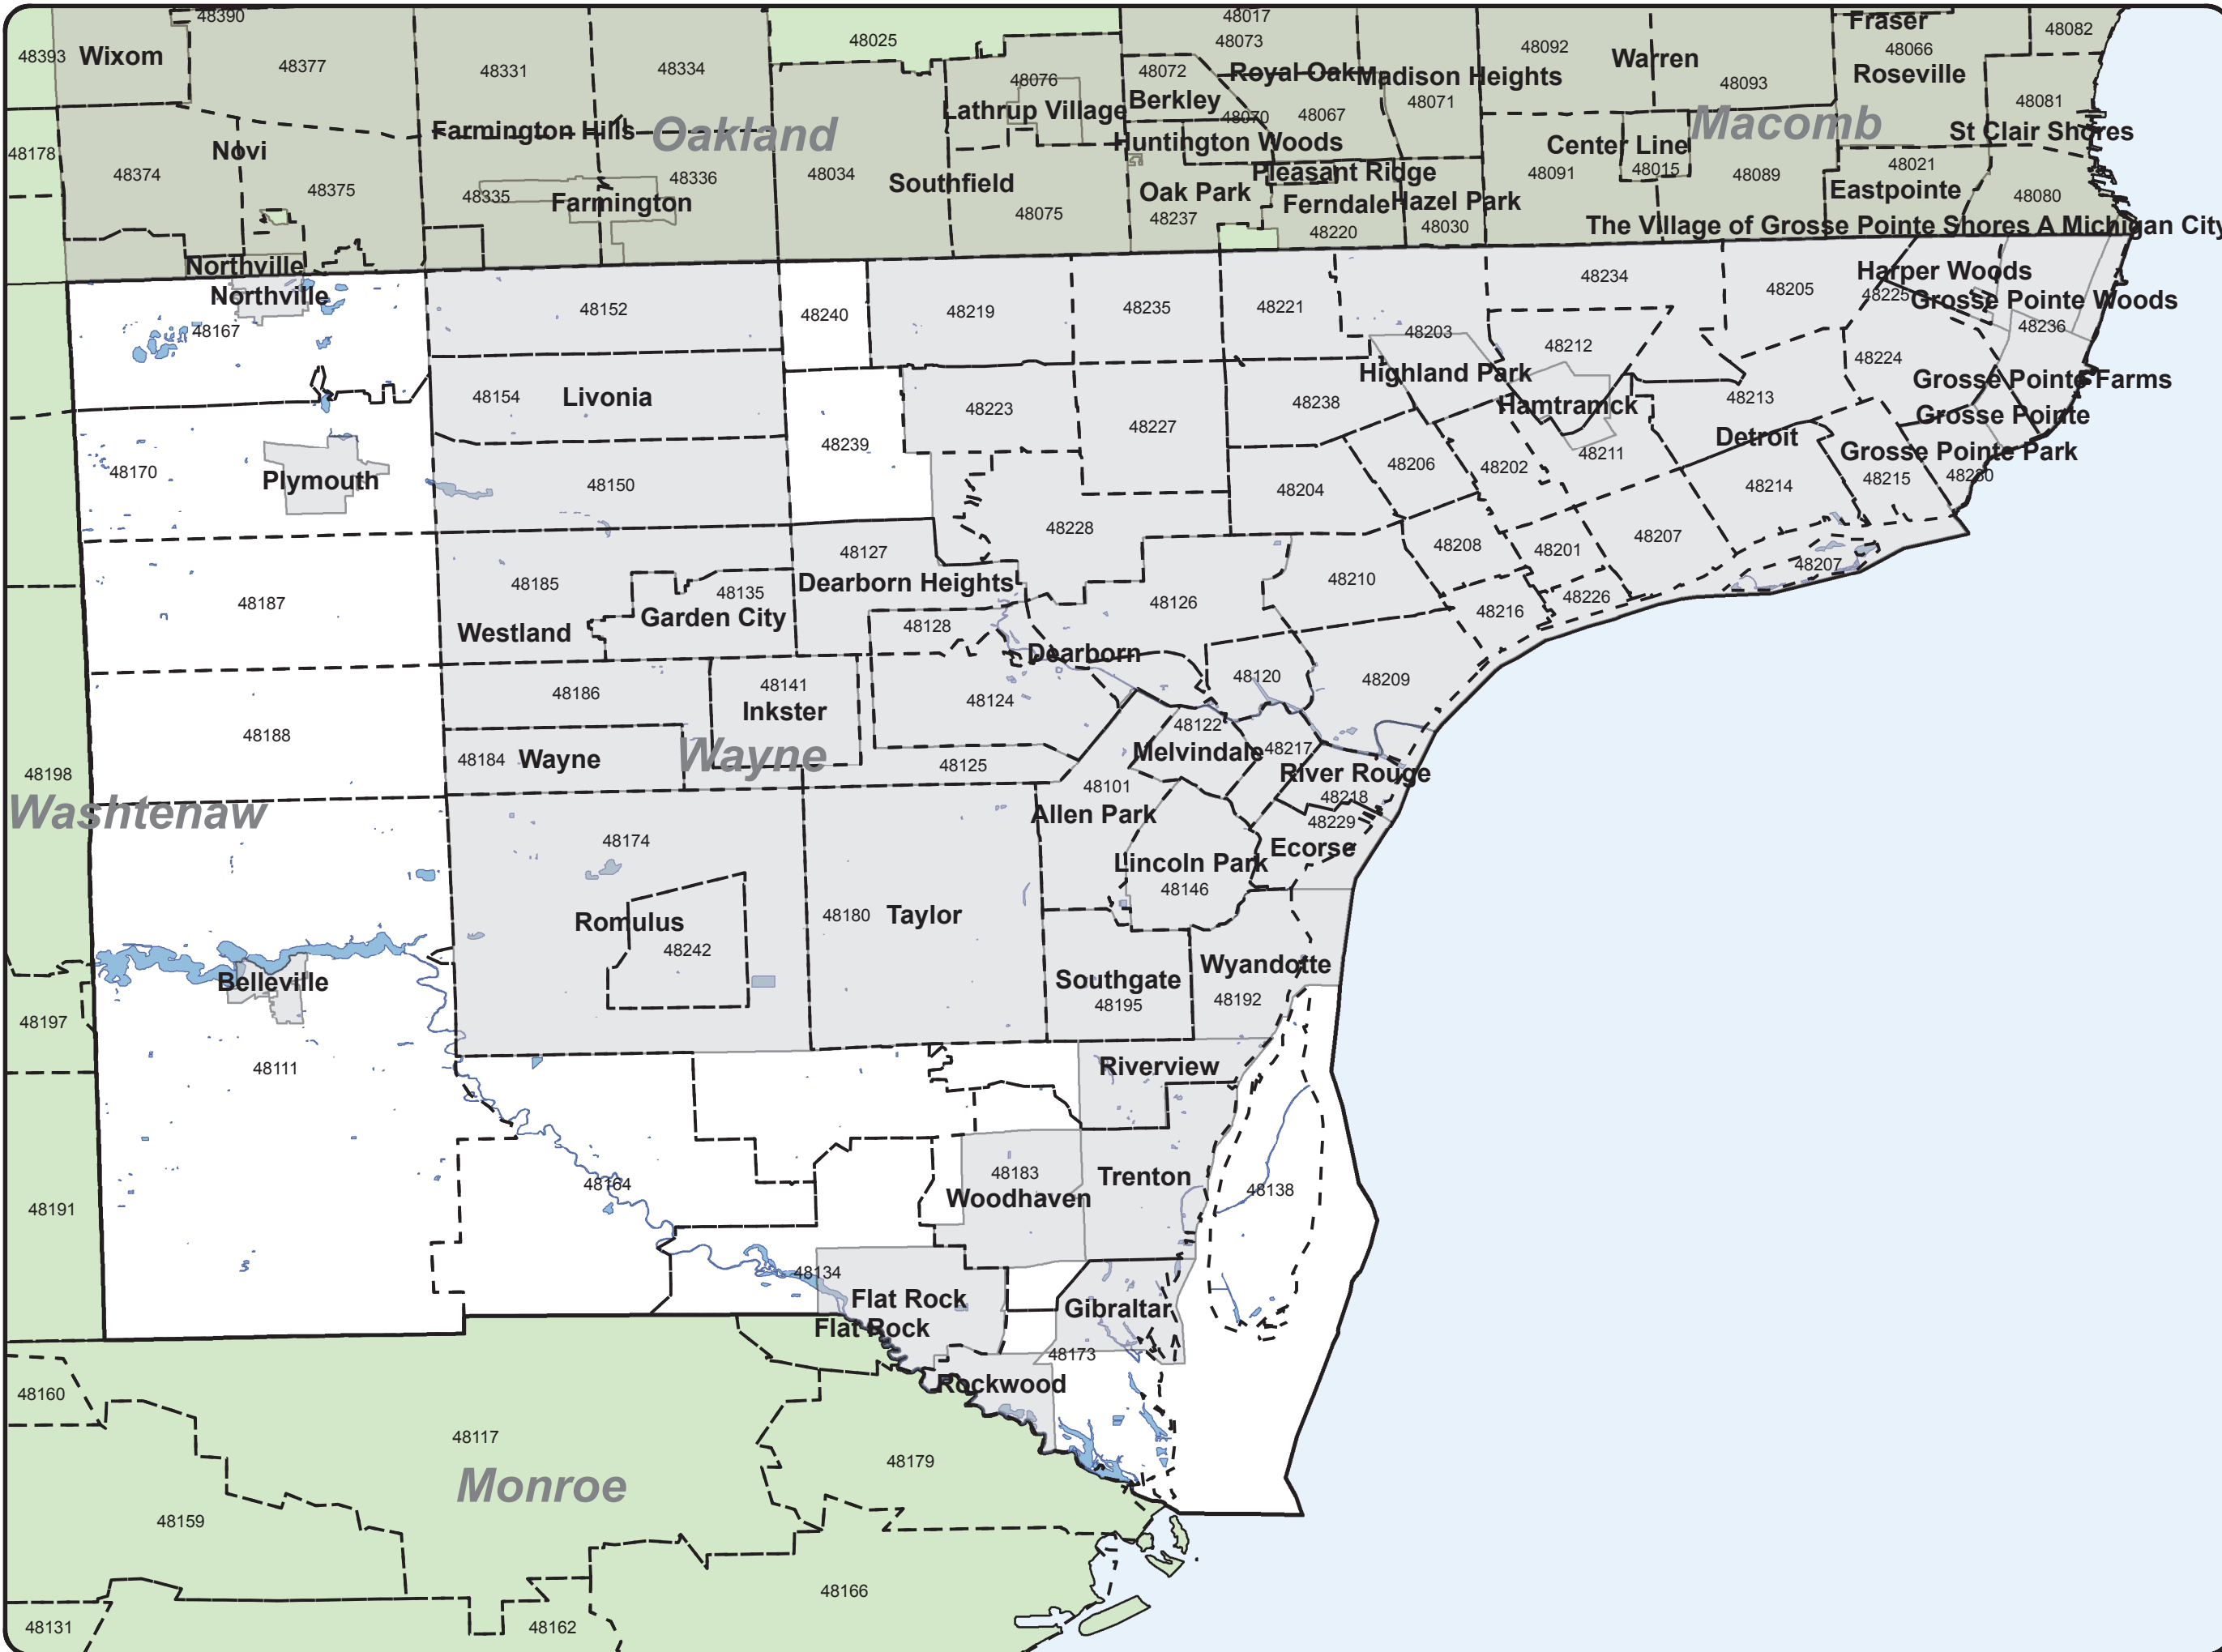 48390
48017
Fraser
48082
48393
Wixom
48025
48073
48092
Warren
48066
48377
48331
48334
48076
48072
Royal Oak
Madison Heights
48093
Roseville
Lathrup Village
Berkley
48070
48067
48071
48081
Farmington Hills
Oakland
Macomb
St Clair Shores
48178
Novi
Huntington Woods
Center Line
48374
48375
48335
48336
48034
Southfield
Pleasant Ridge
48091
48015
48089
48021
Farmington
48075
Oak Park
48237
Ferndale
Hazel Park
Eastpointe
48080
48220
48030
The Village of Grosse Pointe Shores A Michigan City
Northville
Northville
48167
48152
48240
48219
48235
48221
48234
48205
Harper Woods
48225
Grosse Pointe Woods
48203
48212
48236
Highland Park
48224
48154
Livonia
48223
48238
Hamtramck
48213
Grosse Pointe Farms
48239
48227
Detroit
Grosse Pointe
48170
Plymouth
48150
48206
48202
48211
Grosse Pointe Park
48204
48214
48215
48230
48228
48127
48208
48201
48207
48207
48187
48185
48135
Dearborn Heights
48126
48210
Westland
Garden City
48128
48216
48226
Dearborn
48186
48141
Inkster
48124
48120
48209
48188
48184
Wayne
Wayne
48125
48122
Melvindale
48217
River Rouge
48198
48101
48218
Washtenaw
Allen Park
48229
48174
Lincoln Park
Ecorse
48146
Romulus
48180
Taylor
48242
Belleville
Southgate
48195
Wyandotte
48192
48197
48111
Riverview
48164
48183
Woodhaven
Trenton
48138
48191
48134
Flat Rock
Flat Rock
Gibraltar
48173
48160
Rockwood
48117
48179
Monroe
48159
48166
48131
48162